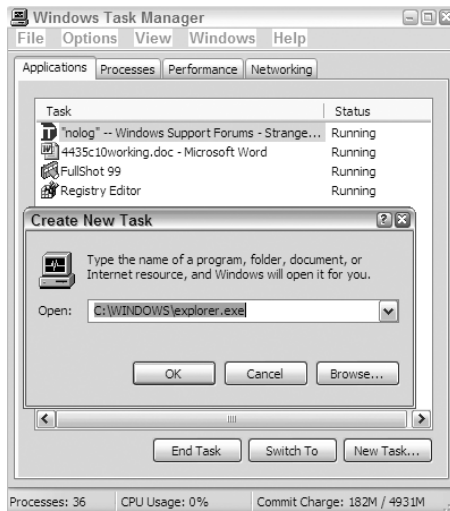 Windows Task Manager
File Options View Windows Help
Applications Processes Performance Networking
Task Status
"nolog" -- Windows Support Forums - Strange... Running
4435c10working.doc - Microsoft Word Running
FullShot 99 Running
Registry Editor Running
Create New Task
Type the name of a program, folder, document, or
Internet resource, and Windows will open it for you.
Open: C:\WINDOWS\explorer.exe
OK Cancel Browse...
End Task Switch To New Task...
Processes: 36 CPU Usage: 0% Commit Charge: 182M / 4931M